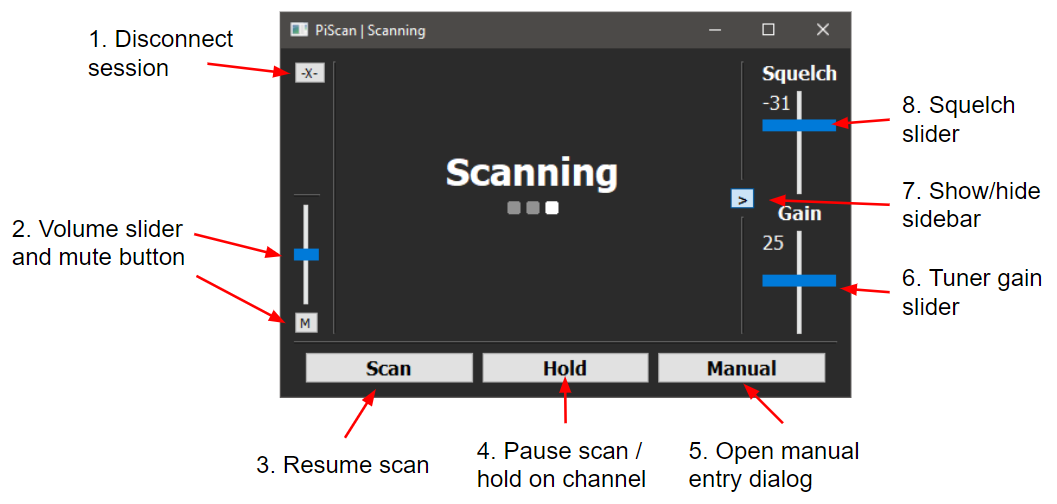 1. Disconnect
session
PiScan | Scanning
-X-
Squelch
-31
8. Squelch
slider
Scanning
7. Show/hide
sidebar
>
Gain
2. Volume slider
and mute button
25
6. Tuner gain
slider
M
Scan
Hold
Manual
3. Resume scan
4. Pause scan /
hold on channel
5. Open manual
entry dialog